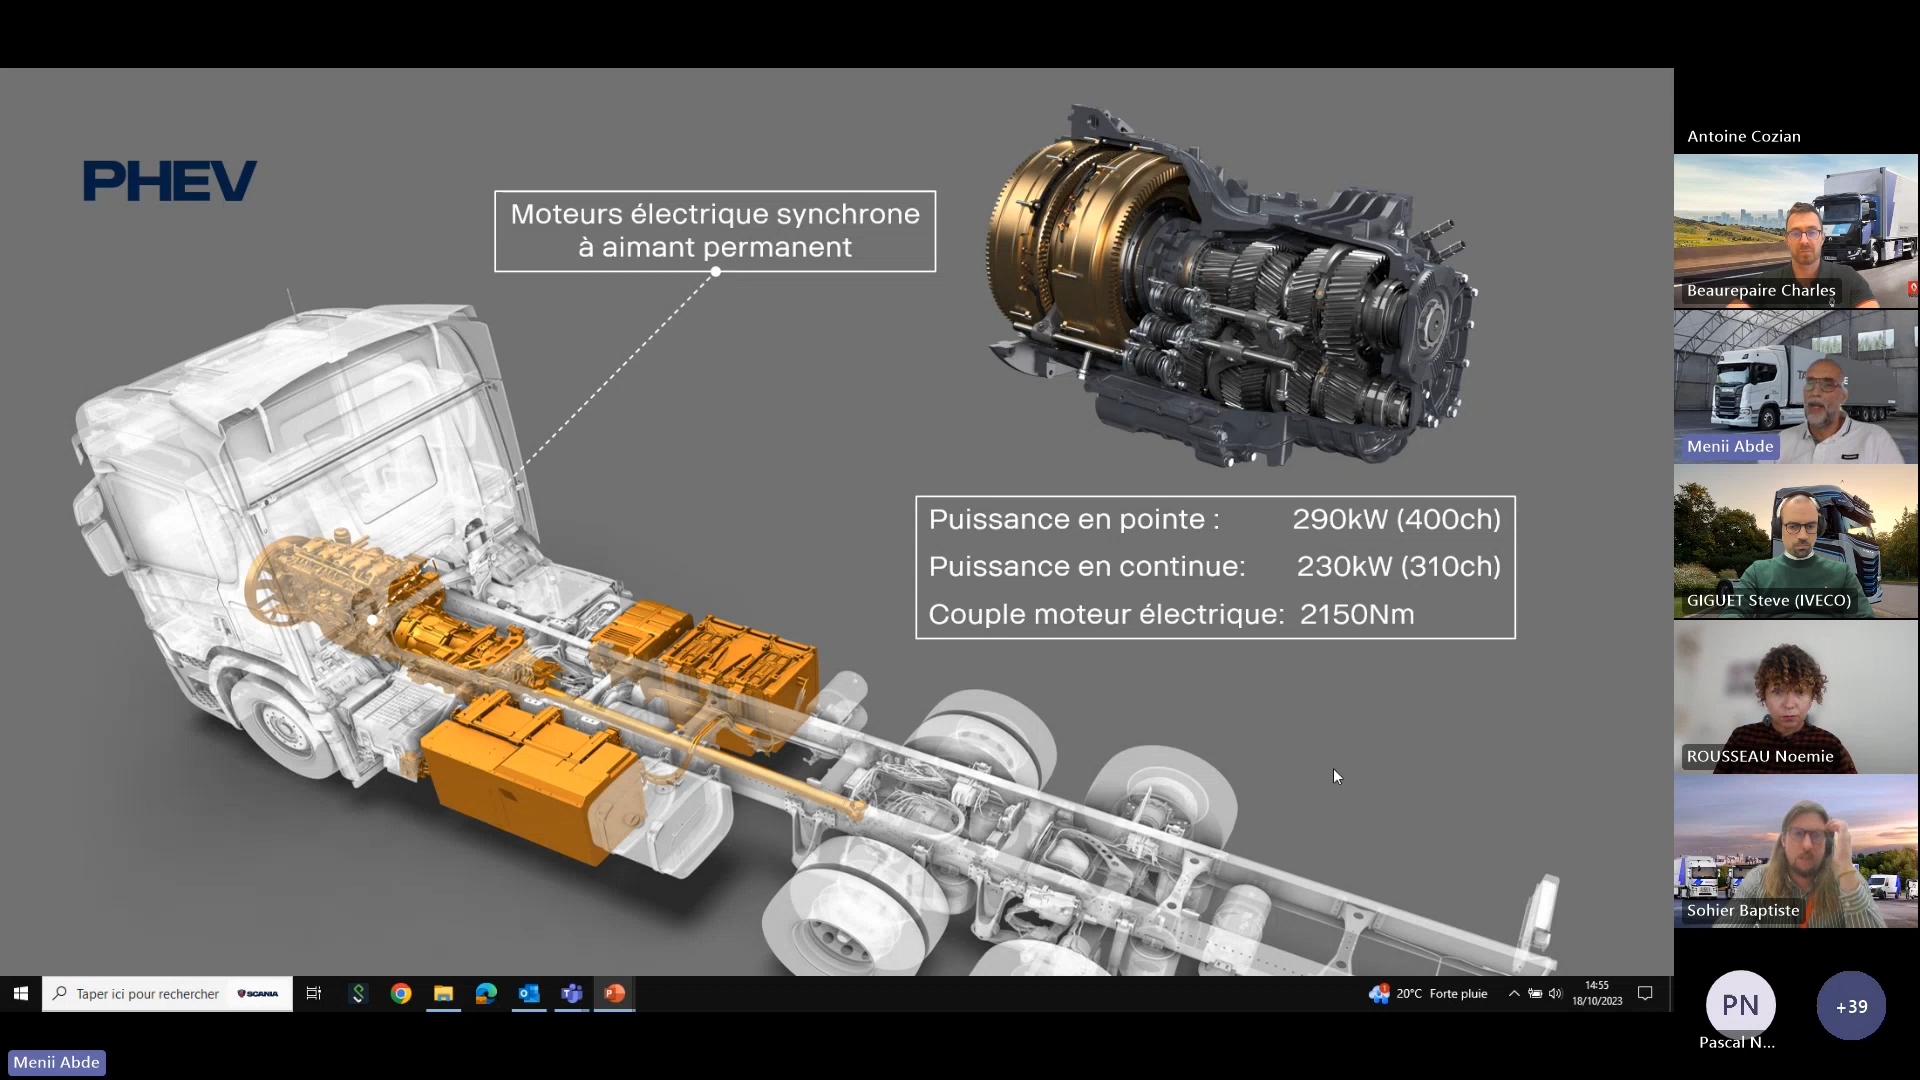 PHEV
Moteurs électrique synchrone
à aimant permanent
Puissance en pointe : 290kW (400ch)
Puissance en continue: 230kW (310ch)
Couple moteur électrique: 2150Nm
Antoine Cozian
Beaurepaire Charles
Menii Abde
GIGUET Steve (IVECO)
ROUSSEAU Noemie
Sohier Baptiste
PN
Pascal N...
+39
Taper ici pour rechercher
SCANIA
20°C Forte pluie
14:55
18/10/2023
Menii Abde